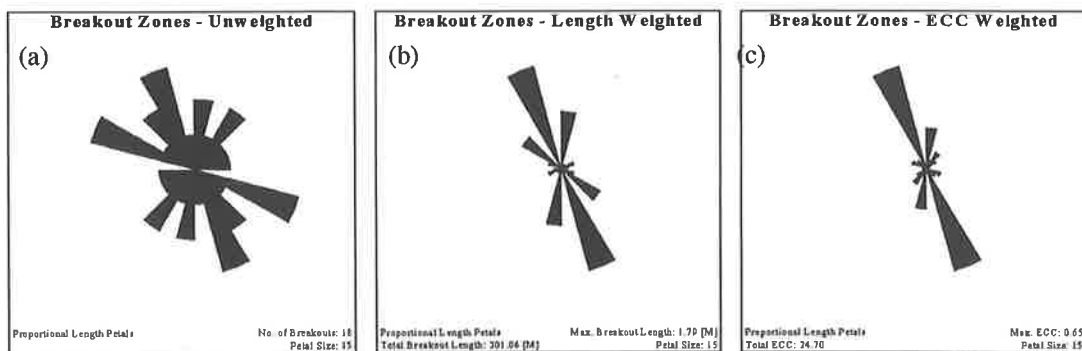 Breakout Zones - Unweighted
(a)
Proportional Length Petals
No. of Breakouts: 18
Petal Size: 15
Breakout Zones - Length Weighted
(b)
Proportional Length Petals
Max. Breakout Length: 1.79 [M]
Total Breakout Length: 201.06 [M]
Petal Size: 15
Breakout Zones - ECC Weighted
(c)
Proportional Length Petals
Max. ECC: 0.65
Total ECC: 24.70
Petal Size: 15